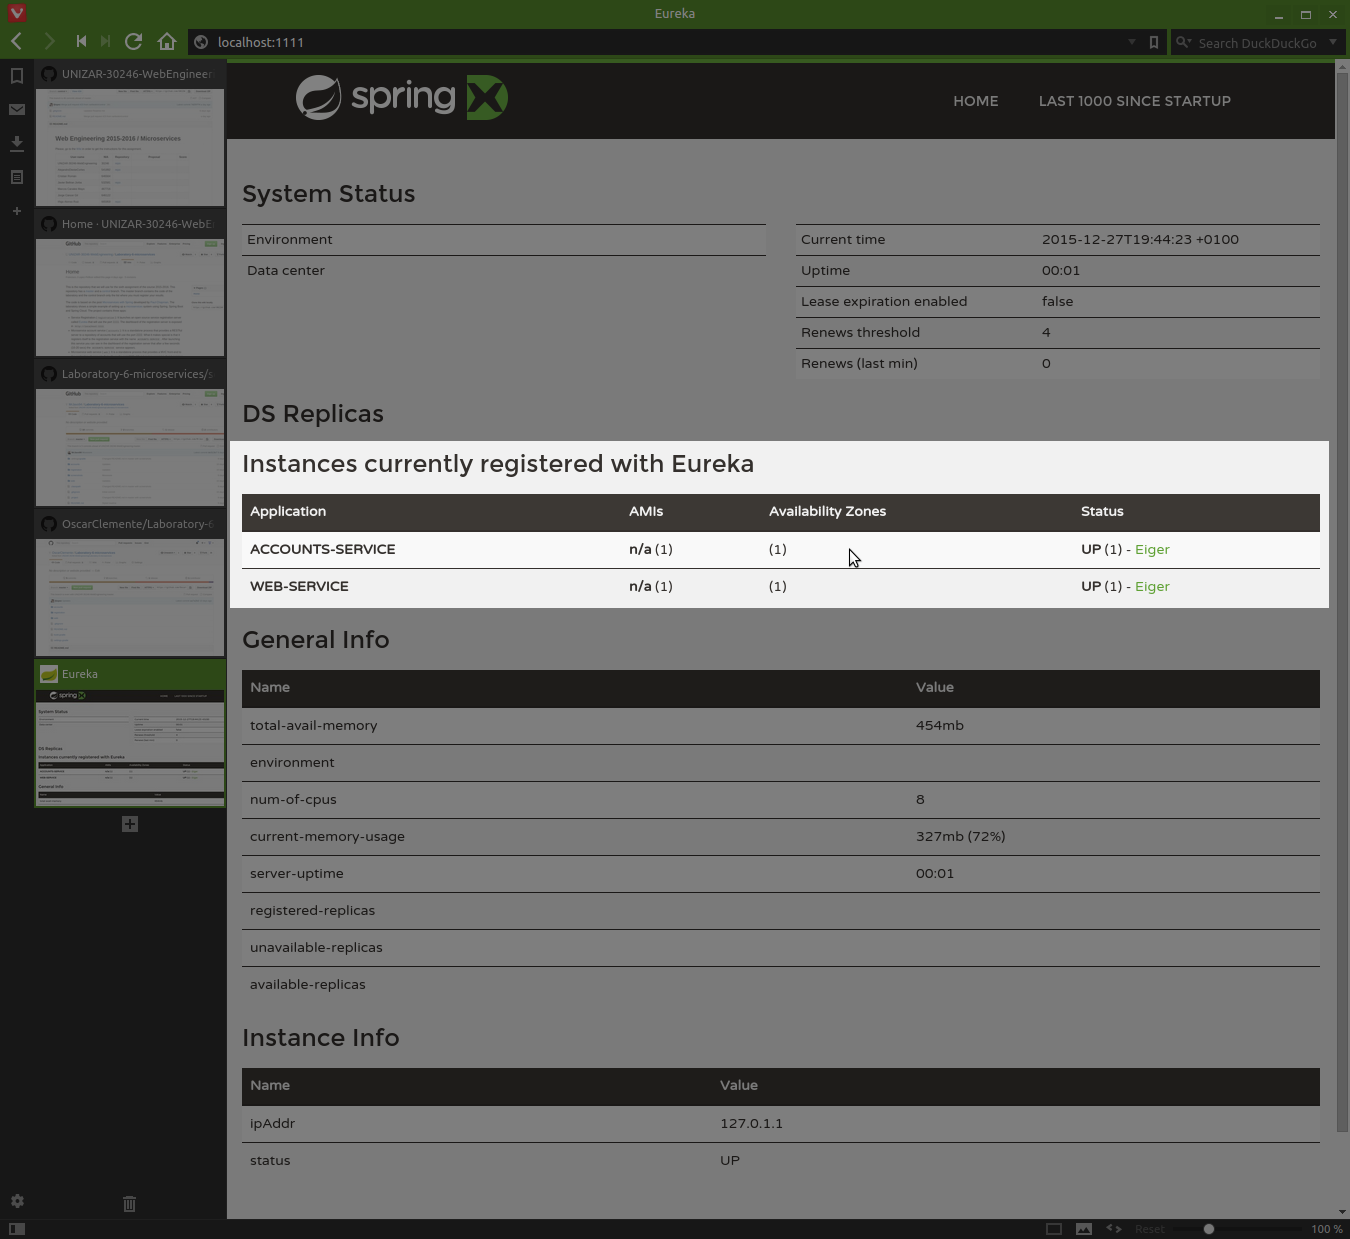 Eureka
localhost:1111
Search DuckDuckGo
UNIZAR-30246-WebEngineer
Web Engineering 2015-2016 / Microservices
Home · UNIZAR-30246-WebE
Laboratory-6-microservices/s
OscarClemente/Laboratory-6
Eureka
spring
HOME
LAST 1000 SINCE STARTUP
System Status
Environment
Data center
Current time 2015-12-27T19:44:23 +0100
Uptime 00:01
Lease expiration enabled false
Renews threshold 4
Renews (last min) 0
DS Replicas
Instances currently registered with Eureka
Application AMIs Availability Zones Status
ACCOUNTS-SERVICE n/a (1) (1) UP (1) - Eiger
WEB-SERVICE n/a (1) (1) UP (1) - Eiger
General Info
Name Value
total-avail-memory 454mb
environment
num-of-cpus 8
current-memory-usage 327mb (72%)
server-uptime 00:01
registered-replicas
unavailable-replicas
available-replicas
Instance Info
Name Value
ipAddr 127.0.1.1
status UP
Reset
100 %